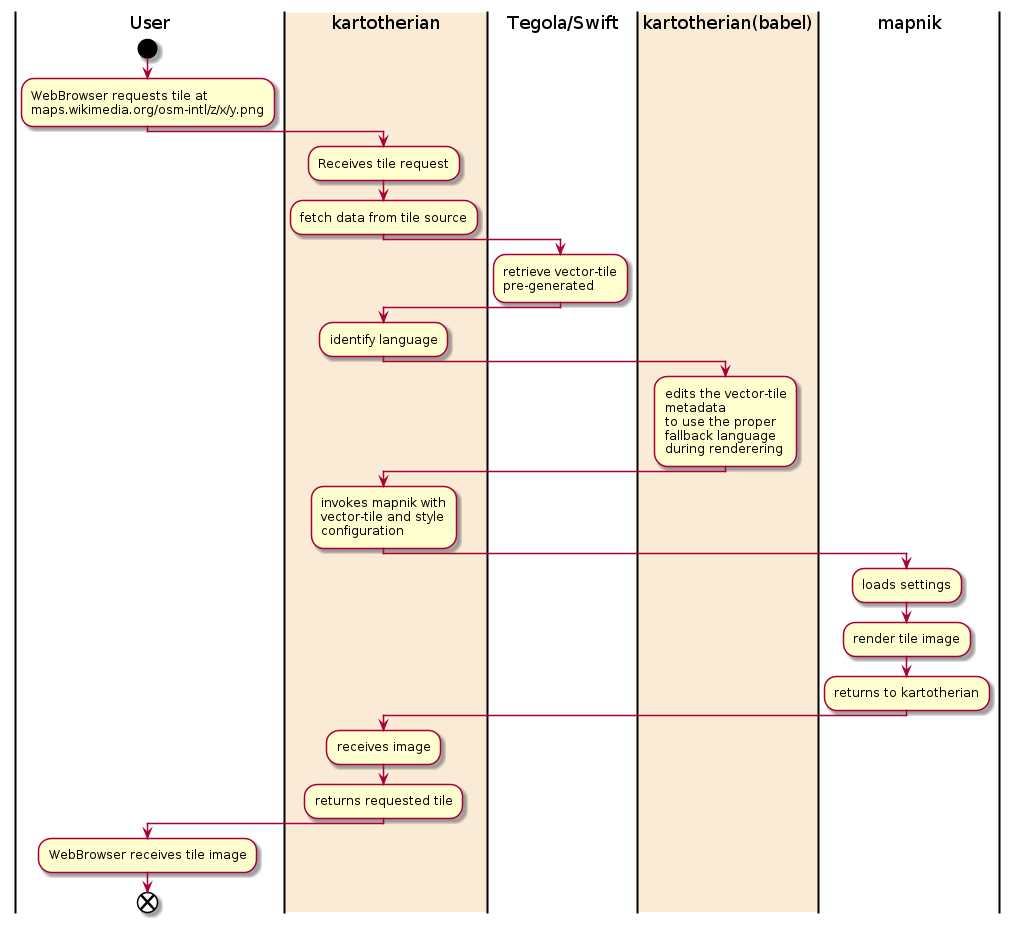 User
kartotherian
Tegola/Swift
kartotherian(babel)
mapnik
WebBrowser requests tile at
maps.wikimedia.org/osm-intl/z/x/y.png
Receives tile request
fetch data from tile source
retrieve vector-tile
pre-generated
identify language
edits the vector-tile
metadata
to use the proper
fallback language
during renderering
invokes mapnik with
vector-tile and style
configuration
loads settings
render tile image
returns to kartotherian
receives image
returns requested tile
WebBrowser receives tile image